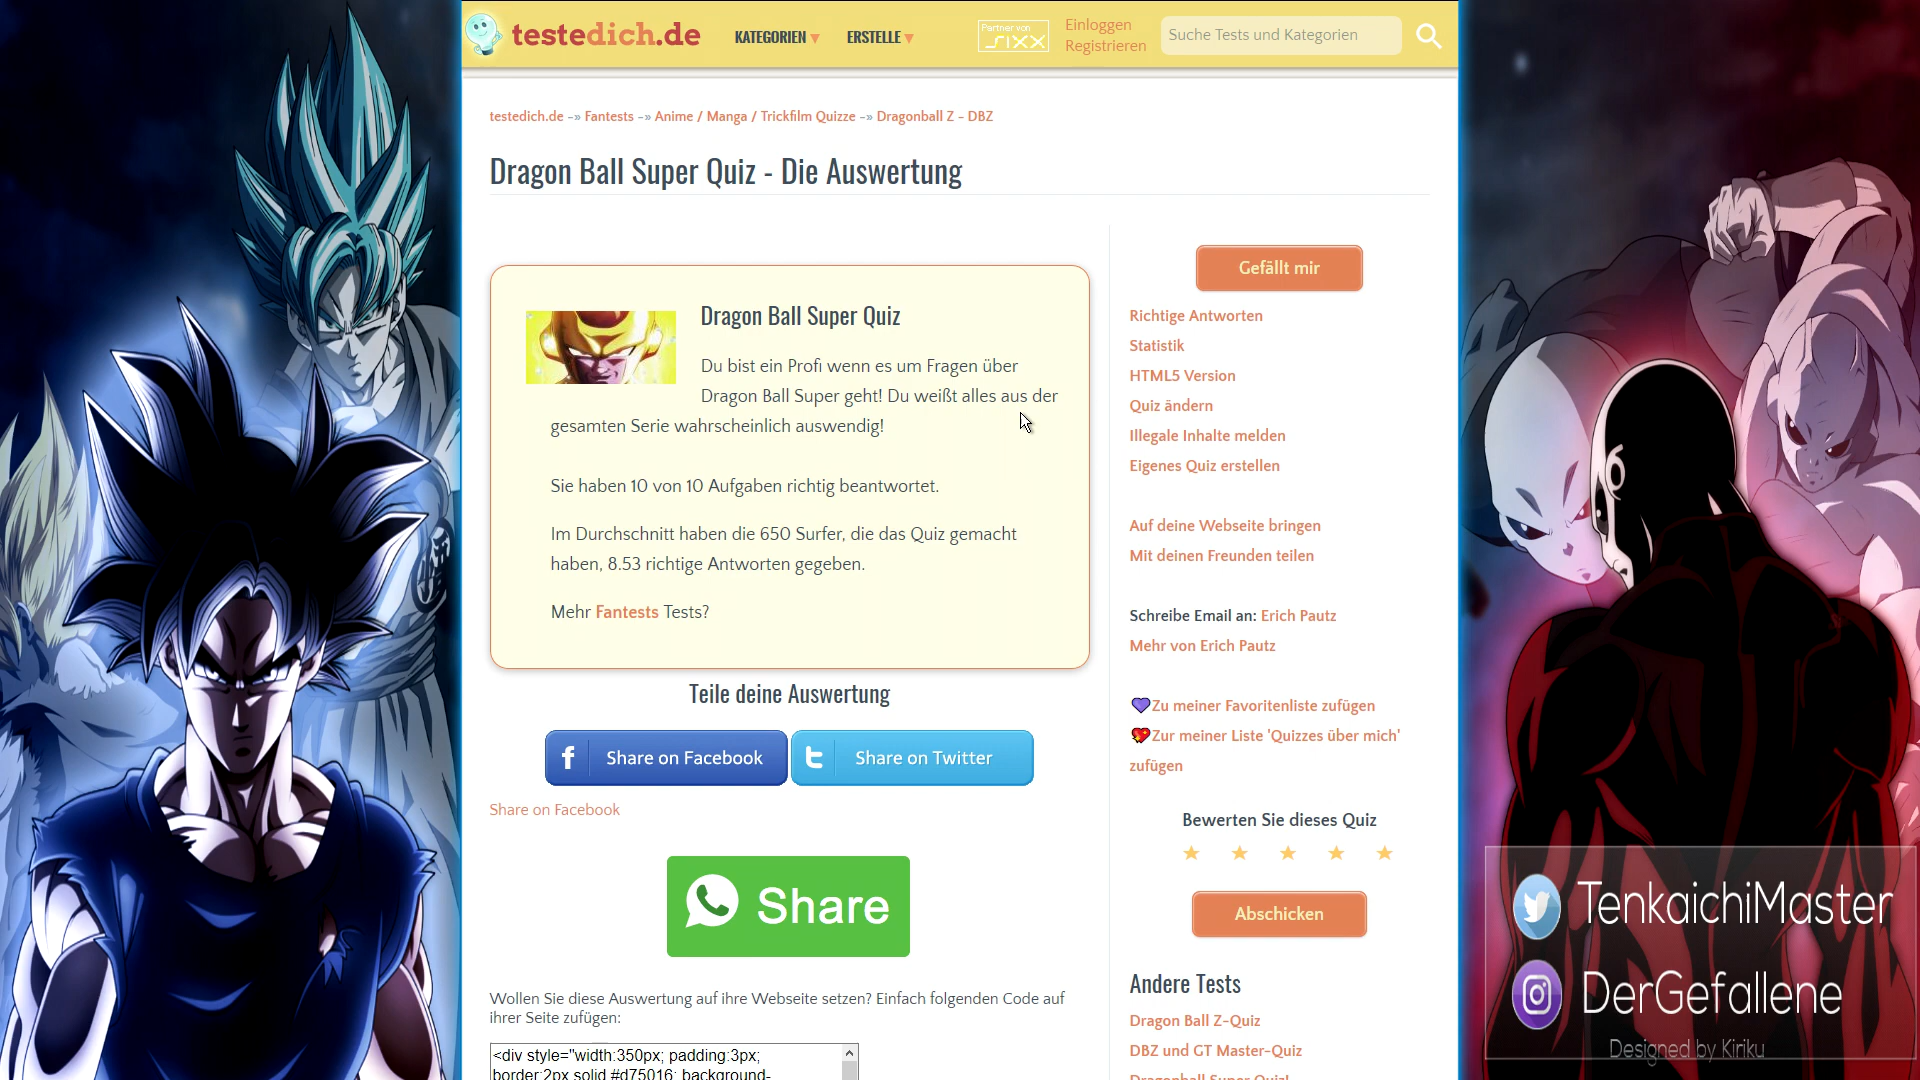 testedich.de
KATEGORIEN ▼
ERSTELLE ▼
Partner von
sixx
Einloggen
Registrieren
Suche Tests und Kategorien
testedich.de -» Fantests -» Anime / Manga / Trickfilm Quizze -» Dragonball Z - DBZ
Dragon Ball Super Quiz - Die Auswertung
Dragon Ball Super Quiz
Du bist ein Profi wenn es um Fragen über
Dragon Ball Super geht! Du weißt alles aus der
gesamten Serie wahrscheinlich auswendig!
Sie haben 10 von 10 Aufgaben richtig beantwortet.
Im Durchschnitt haben die 650 Surfer, die das Quiz gemacht
haben, 8.53 richtige Antworten gegeben.
Mehr Fantests Tests?
Teile deine Auswertung
Share on Facebook
Share on Twitter
Share on Facebook
Share
Wollen Sie diese Auswertung auf ihre Webseite setzen? Einfach folgenden Code auf
ihrer Seite zufügen:
<div style="width:350px; padding:3px;
border:2px solid #d75016; background-
Gefällt mir
Richtige Antworten
Statistik
HTML5 Version
Quiz ändern
Illegale Inhalte melden
Eigenes Quiz erstellen
Auf deine Webseite bringen
Mit deinen Freunden teilen
Schreibe Email an: Erich Pautz
Mehr von Erich Pautz
Zu meiner Favoritenliste zufügen
Zur meiner Liste 'Quizzes über mich'
zufügen
Bewerten Sie dieses Quiz
Abschicken
Andere Tests
Dragon Ball Z-Quiz
DBZ und GT Master-Quiz
Dragonball Super Quiz!
TenkaichiMaster
DerGefallene
Designed by Kiriku